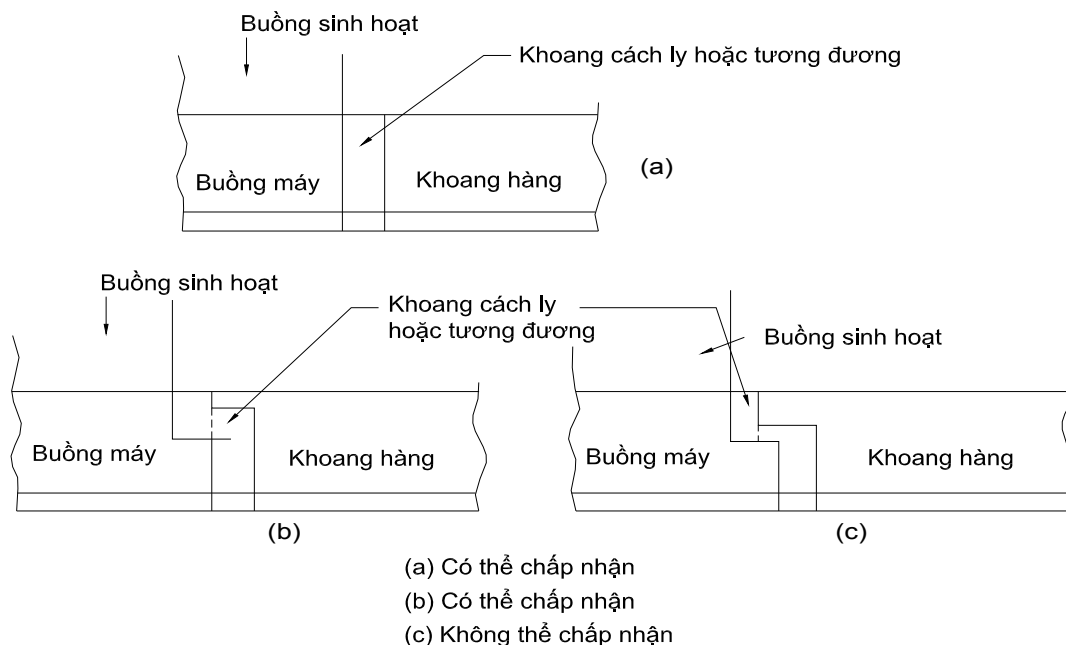 Buồng sinh hoạt
Khoang cách ly hoặc tương đương
Buồng máy
Khoang hàng
(a)
Buồng sinh hoạt
Khoang cách ly
hoặc tương đương
Buồng sinh hoạt
Buồng máy
Khoang hàng
Buồng máy
Khoang hàng
(b)
(c)
(a) Có thể chấp nhận
(b) Có thể chấp nhận
(c) Không thể chấp nhận